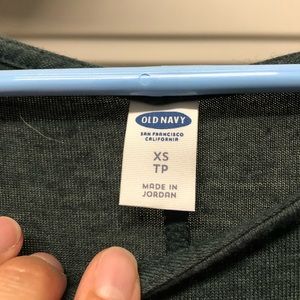 OLD NAVY
SAN FRANCISCO
CALIFORNIA
XS
TP
MADE IN
JORDAN